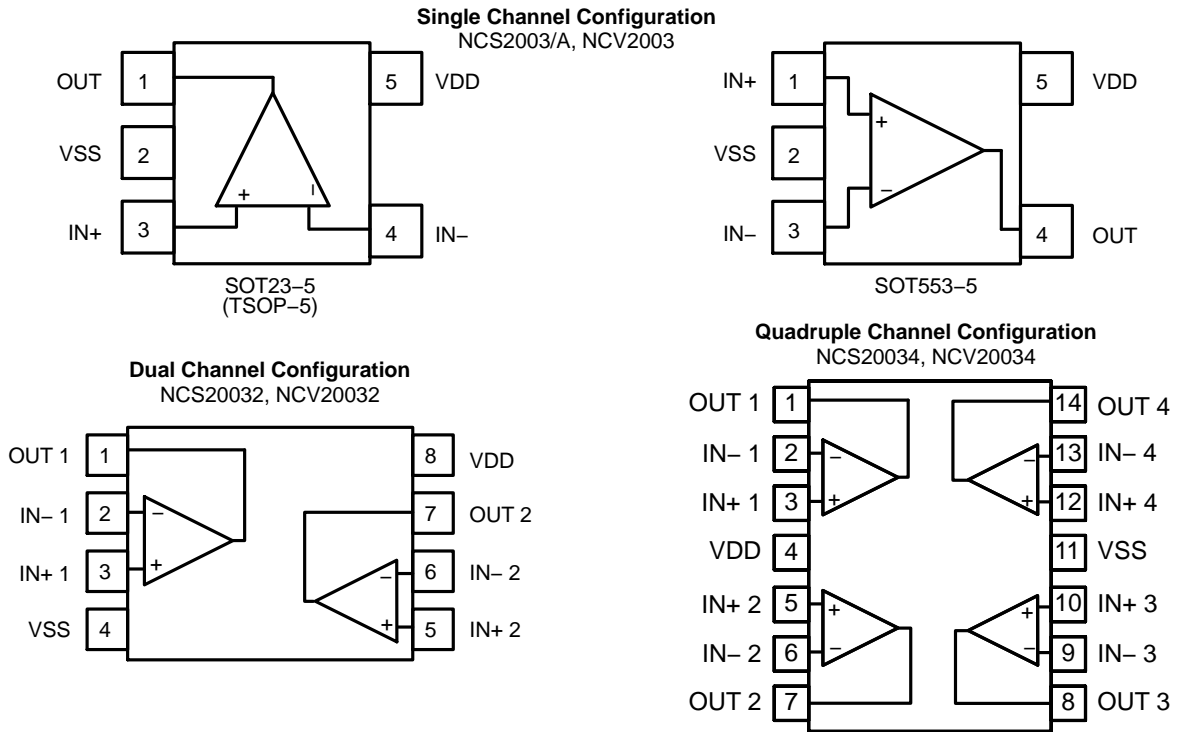 Single Channel Configuration
NCS2003/A, NCV2003
OUT 1 5 VDD
VSS 2
+ −
IN+ 3 4 IN−
SOT23−5
(TSOP−5)
IN+ 1 5 VDD
+
VSS 2
−
IN− 3 4 OUT
SOT553−5
Dual Channel Configuration
NCS20032, NCV20032
OUT 1 1 8 VDD
IN− 1 2 − 7 OUT 2
IN+ 1 3 + − 6 IN− 2
VSS 4 + 5 IN+ 2
Quadruple Channel Configuration
NCS20034, NCV20034
OUT 1 1 14 OUT 4
IN− 1 2 − − 13 IN− 4
IN+ 1 3 + + 12 IN+ 4
VDD 4 11 VSS
IN+ 2 5 + + 10 IN+ 3
IN− 2 6 − − 9 IN− 3
OUT 2 7 8 OUT 3